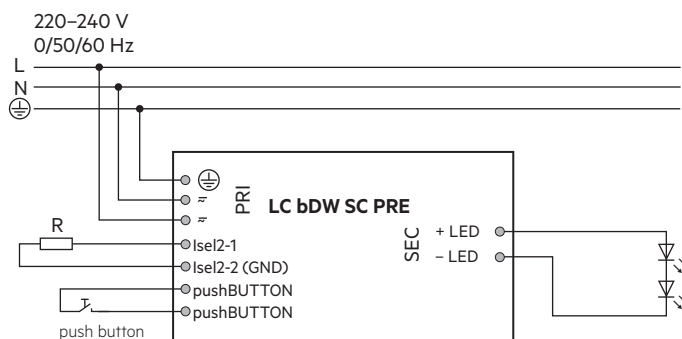 220–240 V
0/50/60 Hz
L
N
PRI
LC bDW SC PRE
R
Isel2-1
Isel2-2 (GND)
pushBUTTON
pushBUTTON
push button
SEC
+ LED
– LED